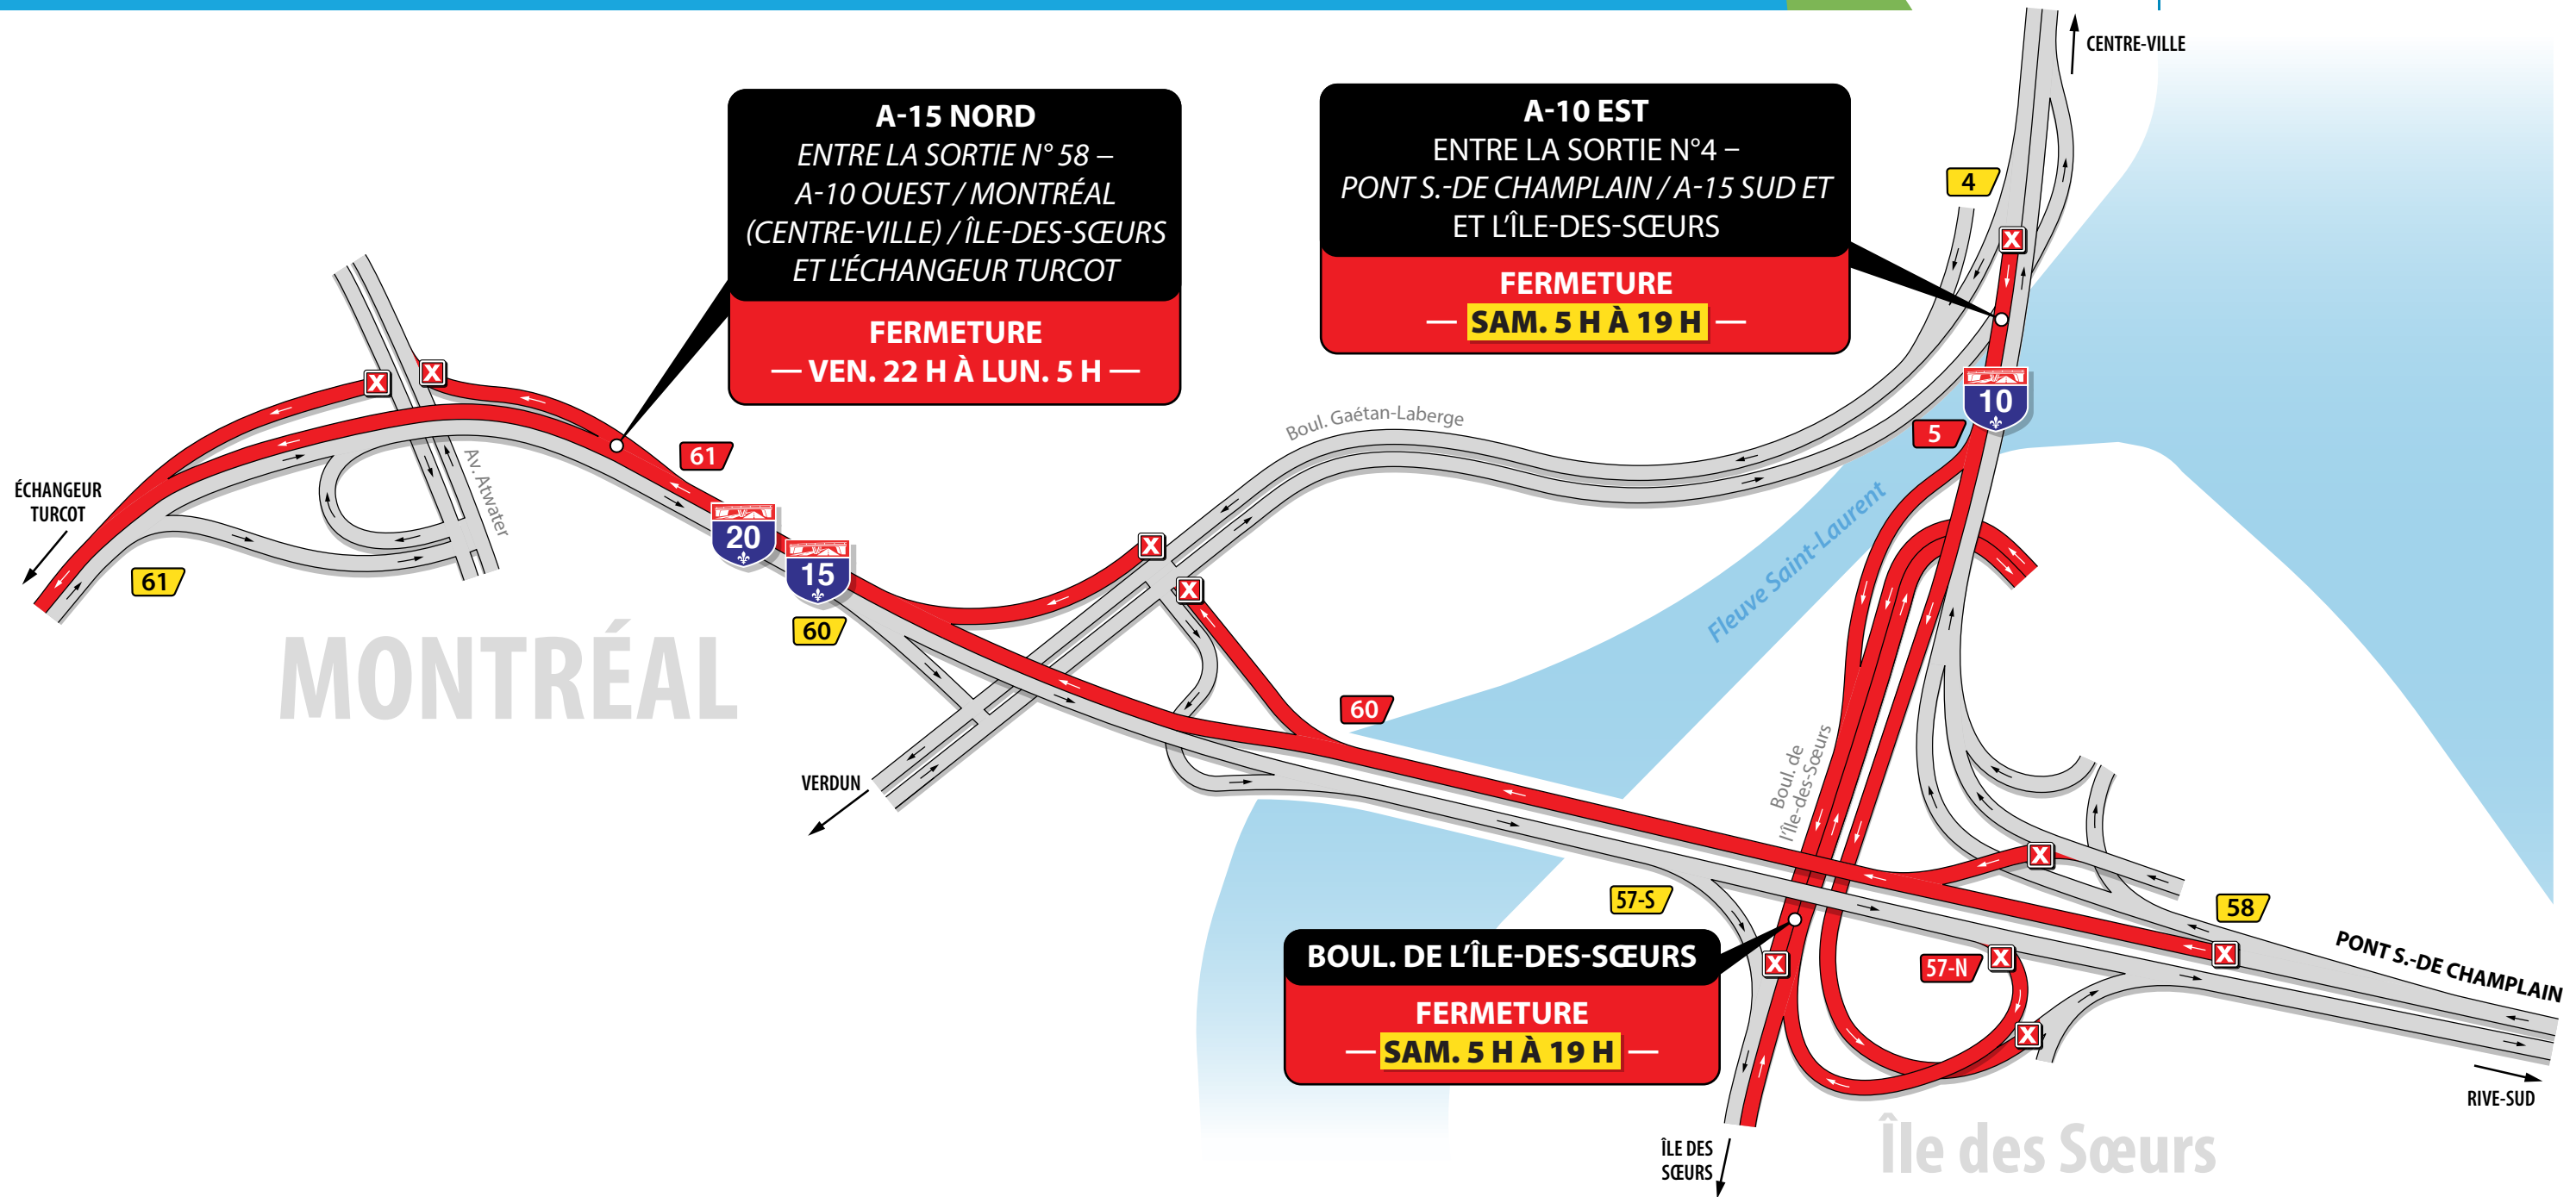 CENTRE-VILLE
A-15 NORD
ENTRE LA SORTIE N° 58 –
A-10 OUEST / MONTRÉAL
(CENTRE-VILLE) / ÎLE-DES-SŒURS
ET L'ÉCHANGEUR TURCOT
FERMETURE
— VEN. 22 H À LUN. 5 H —
A-10 EST
ENTRE LA SORTIE N°4 –
PONT S.-DE CHAMPLAIN / A-15 SUD ET
ET L'ÎLE-DES-SŒURS
FERMETURE
— SAM. 5 H À 19 H —
4
X
X
X
10
5
Boul. Gaétan-Laberge
Av. Atwater
61
ÉCHANGEUR
TURCOT
20
15
61
60
X
X
Fleuve Saint-Laurent
MONTRÉAL
60
VERDUN
Boul. de
l'Île-des-Sœurs
X
57-S
58
BOUL. DE L'ÎLE-DES-SŒURS
FERMETURE
— SAM. 5 H À 19 H —
X
57-N
X
X
PONT S.-DE CHAMPLAIN
X
RIVE-SUD
ÎLE DES
SŒURS
Île des Sœurs